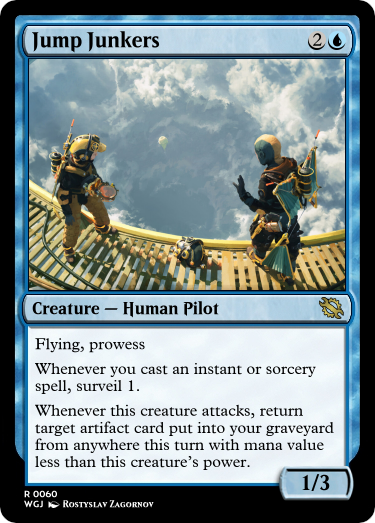 Jump Junkers 2
Creature — Human Pilot
Flying, prowess
Whenever you cast an instant or sorcery
spell, surveil 1.
Whenever this creature attacks, return
target artifact card put into your graveyard
from anywhere this turn with mana value
less than this creature's power.
1/3
R 0060
WGJ Rostyslav Zagornov